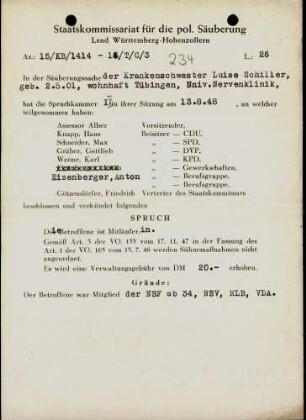 Staatskommissariat für die pol. Säuberung
Land Württemberg-Hohenzollern
Az.: 15/KB/1414 - 15/T/C/3 L.: 26
234
In der Säuberungssache der Krankenschwester Luise Schiller,
geb. 2.5.01, wohnhaft Tübingen, Univ.Nervenklinik,
hat die Spruchkammer II in ihrer Sitzung am 13.8.48 , an welcher
teilgenommen haben:
Assessor Alber Vorsitzender,
Knapp, Hans Beisitzer — CDU,
Schneider, Max „ — SPD,
Gräber, Gottlieb „ — DVP,
Weimer, Karl „ — KPD,
„ — Gewerkschaften,
Eizenberger, Anton „ — Berufsgruppe,
„ — Berufsgruppe,
Götzendörfer, Friedrich Vertreter des Staatskommissars
beschlossen und verkündet folgenden
SPRUCH
Die Betroffene ist Mitläuferin.
Gemäß Art. 3 der VO. 133 vom 17. 11. 47 in der Fassung des
Art. 1 der VO. 165 vom 13. 7. 48 werden Sühnemaßnahmen nicht
angeordnet.
Es wird eine Verwaltungsgebühr von DM 20.- erhoben.
Gründe:
Der Betroffene war Mitglied der NSF ab 34, NSV, RLB, VDA.